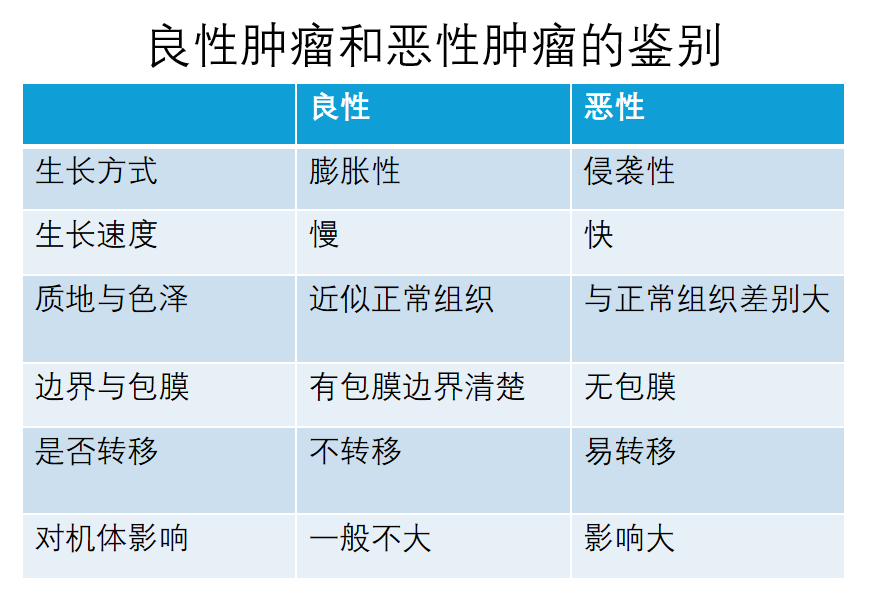 良性肿瘤和恶性肿瘤的鉴别
良性 恶性
生长方式 膨胀性 侵袭性
生长速度 慢 快
质地与色泽 近似正常组织 与正常组织差别大
边界与包膜 有包膜边界清楚 无包膜
是否转移 不转移 易转移
对机体影响 一般不大 影响大